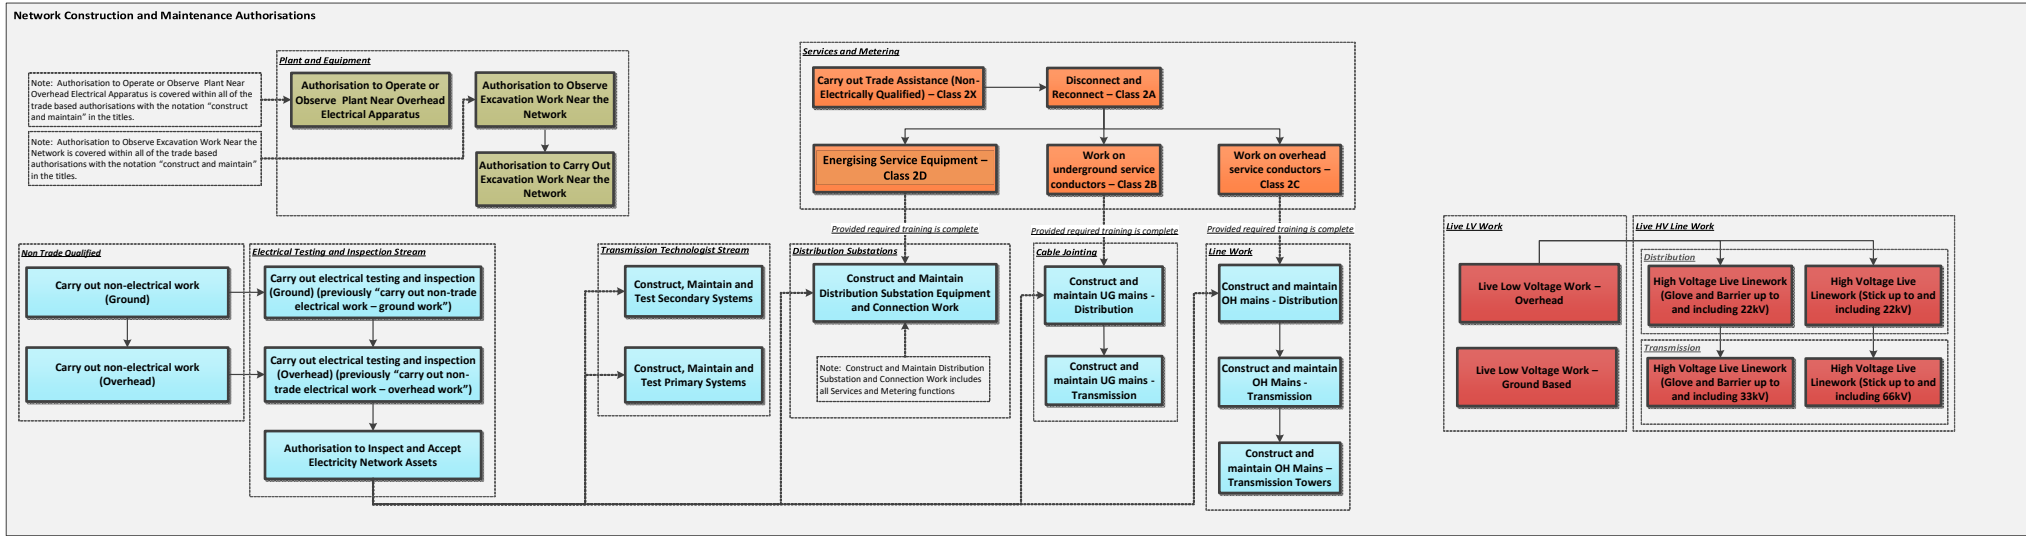 Network Construction and Maintenance Authorisations
Note:  Authorisation to Operate or Observe  Plant Near
Overhead Electrical Apparatus is covered within all of the
trade based authorisations with the notation “construct
and maintain” in the titles.
Note:  Authorisation to Observe Excavation Work Near the
Network is covered within all of the trade based
authorisations with the notation “construct and maintain”
in the titles.
Plant and Equipment
Authorisation to Operate or
Observe  Plant Near Overhead
Electrical Apparatus
Authorisation to Observe
Excavation Work Near the
Network
Authorisation to Carry Out
Excavation Work Near the
Network
Services and Metering
Carry out Trade Assistance (Non-
Electrically Qualified) – Class 2X
Disconnect and
Reconnect – Class 2A
Energising Service Equipment –
Class 2D
Work on
underground service
conductors – Class 2B
Work on overhead
service conductors –
Class 2C
Provided required training is complete
Provided required training is complete
Provided required training is complete
Non Trade Qualified
Carry out non-electrical work
(Ground)
Carry out non-electrical work
(Overhead)
Electrical Testing and Inspection Stream
Carry out electrical testing and inspection
(Ground) (previously “carry out non-trade
electrical work – ground work”)
Carry out electrical testing and inspection
(Overhead) (previously “carry out non-
trade electrical work – overhead work”)
Authorisation to Inspect and Accept
Electricity Network Assets
Transmission Technologist Stream
Construct, Maintain and
Test Secondary Systems
Construct, Maintain and
Test Primary Systems
Distribution Substations
Construct and Maintain
Distribution Substation Equipment
and Connection Work
Note:  Construct and Maintain Distribution
Substation and Connection Work includes
all Services and Metering functions
Cable Jointing
Construct and
maintain UG mains -
Distribution
Construct and
maintain UG mains -
Transmission
Line Work
Construct and maintain
OH mains - Distribution
Construct and maintain
OH Mains -
Transmission
Construct and
maintain OH Mains –
Transmission Towers
Live LV Work
Live Low Voltage Work –
Overhead
Live Low Voltage Work –
Ground Based
Live HV Line Work
Distribution
High Voltage Live Linework
(Glove and Barrier up to
and including 22kV)
High Voltage Live
Linework (Stick up to and
including 22kV)
Transmission
High Voltage Live Linework
(Glove and Barrier up to
and including 33kV)
High Voltage Live
Linework (Stick up to and
including 66kV)